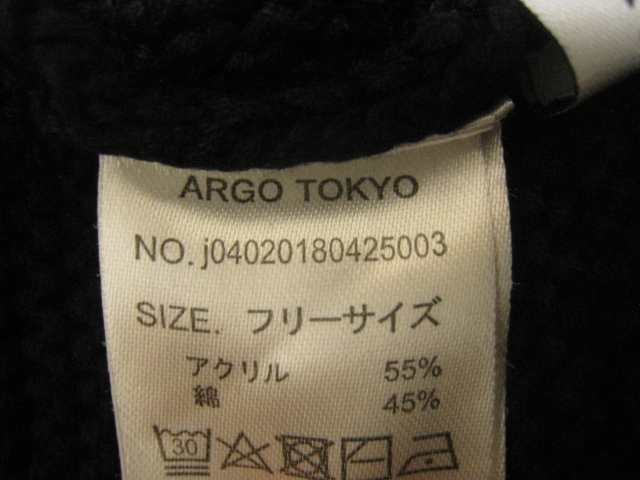 ARGO TOKYO
NO. j04020180425003
SIZE. フリーサイズ
アクリル 55%
綿 45%
30